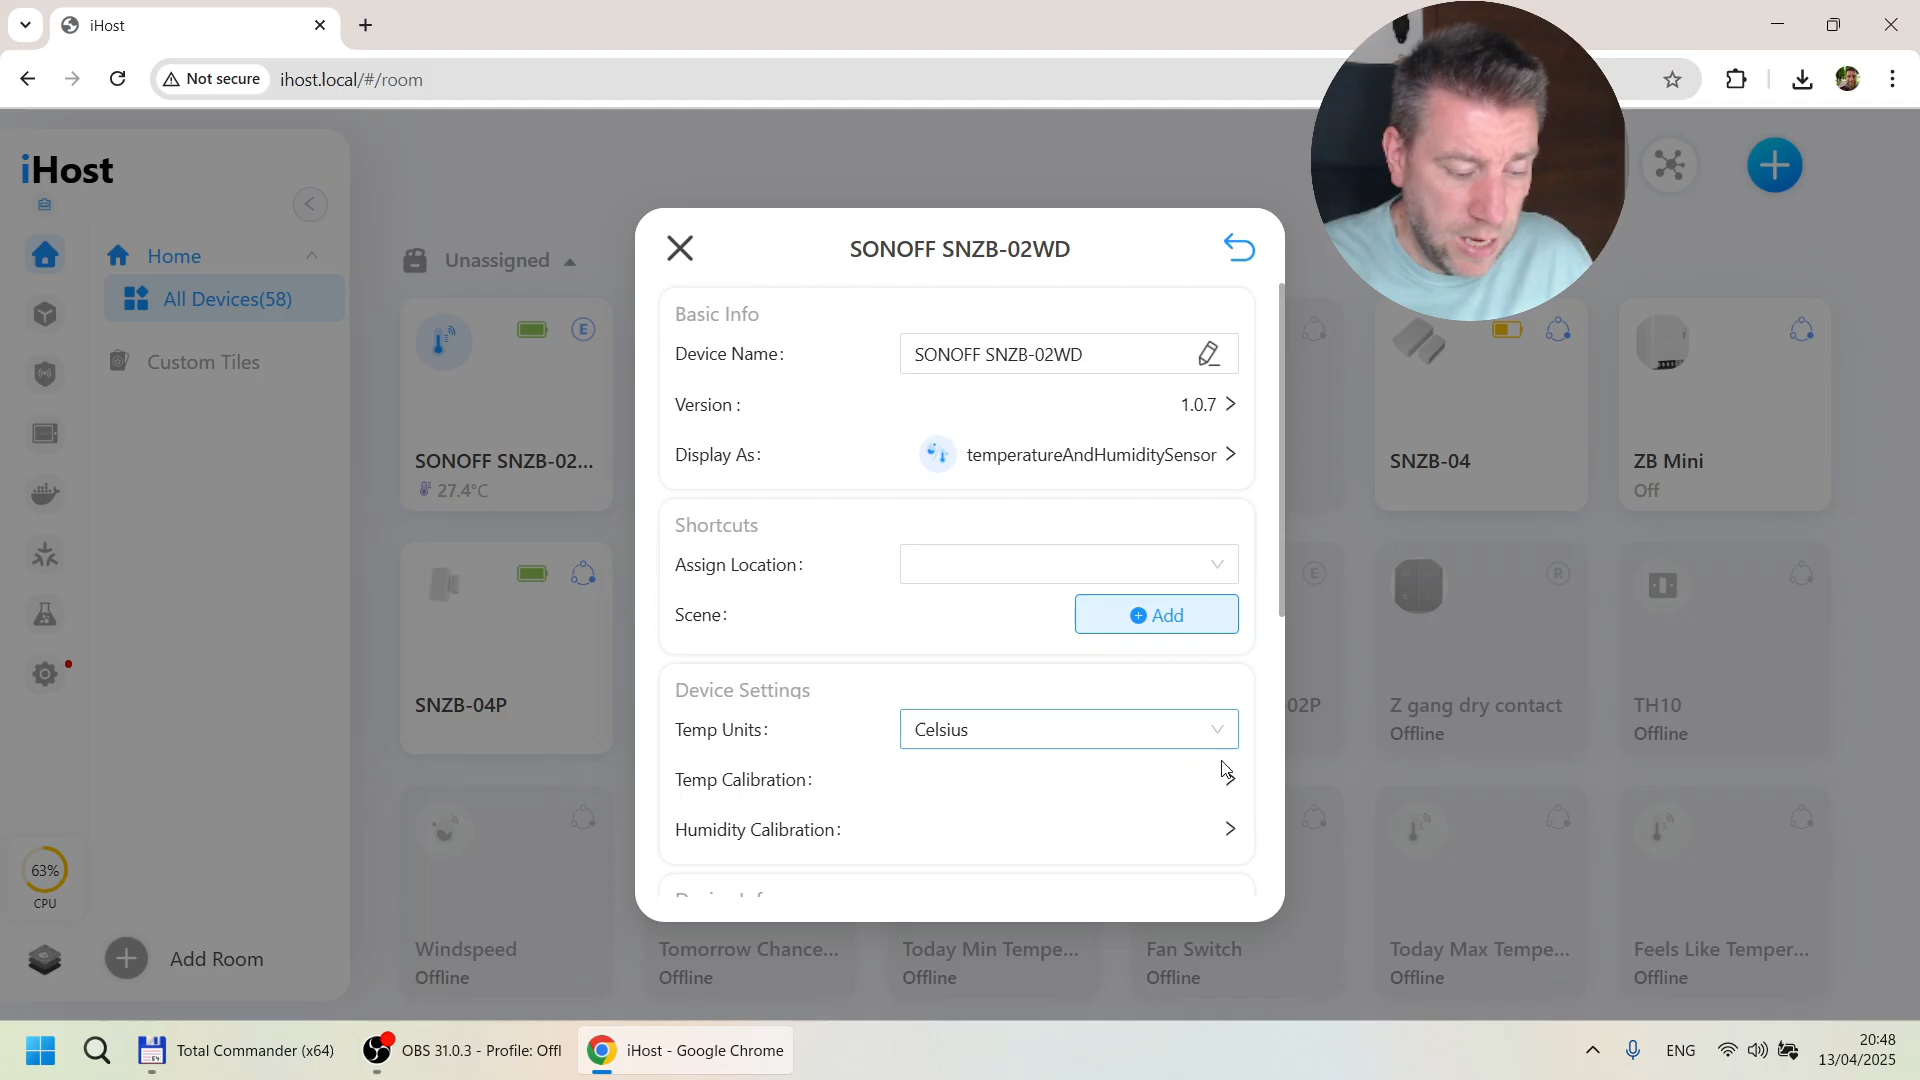 iHost
Not secure
ihost.local/#/room
iHost
Home
All Devices(58)
Custom Tiles
Unassigned
SONOFF SNZB-02...
27.4°C
SNZB-04P
Windspeed
Offline
SONOFF SNZB-02WD
Basic Info
Device Name:
SONOFF SNZB-02WD
Version :
1.0.7
Display As:
temperatureAndHumiditySensor
Shortcuts
Assign Location:
Scene:
Add
Device Settings
Temp Units:
Celsius
Temp Calibration:
Humidity Calibration:
E
E
R
SNZB-04
ZB Mini
Off
02P
Z gang dry contact
Offline
TH10
Offline
Tomorrow Chance...
Offline
Today Min Tempe...
Offline
Fan Switch
Offline
Today Max Tempe...
Offline
Feels Like Temper...
Offline
63%
CPU
Add Room
64
Total Commander (x64)
OBS 31.0.3 - Profile: Offl
iHost - Google Chrome
ENG
20:48
13/04/2025